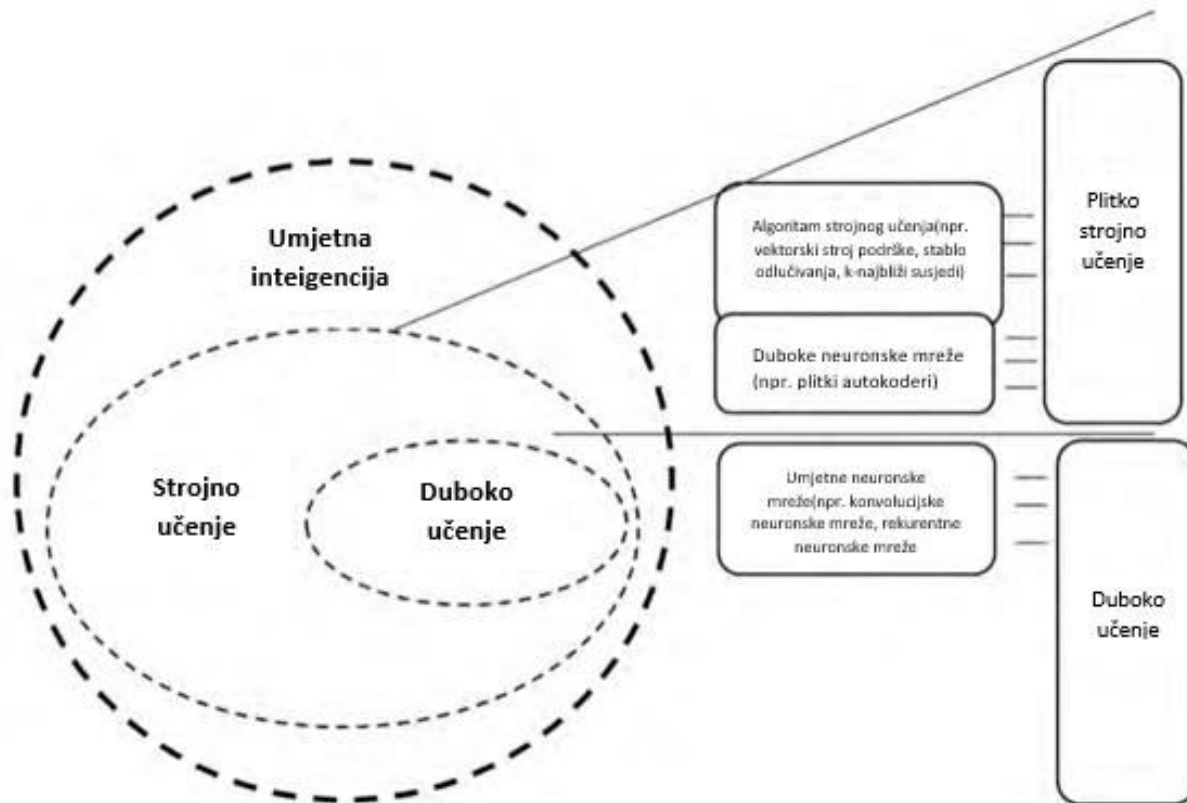 Umjetna
inteigencija
Strojno
učenje
Duboko
učenje
Algoritam strojnog učenja(npr.
vektorski stroj podrške, stablo
odlučivanja, k-najbliži susjedi)
Duboke neuronske mreže
(npr. plitki autokoderi)
Umjetne neuronske
mreže(npr. konvolucijske
neuronske mreže, rekurentne
neuronske mreže
Plitko
strojno
učenje
Duboko
učenje